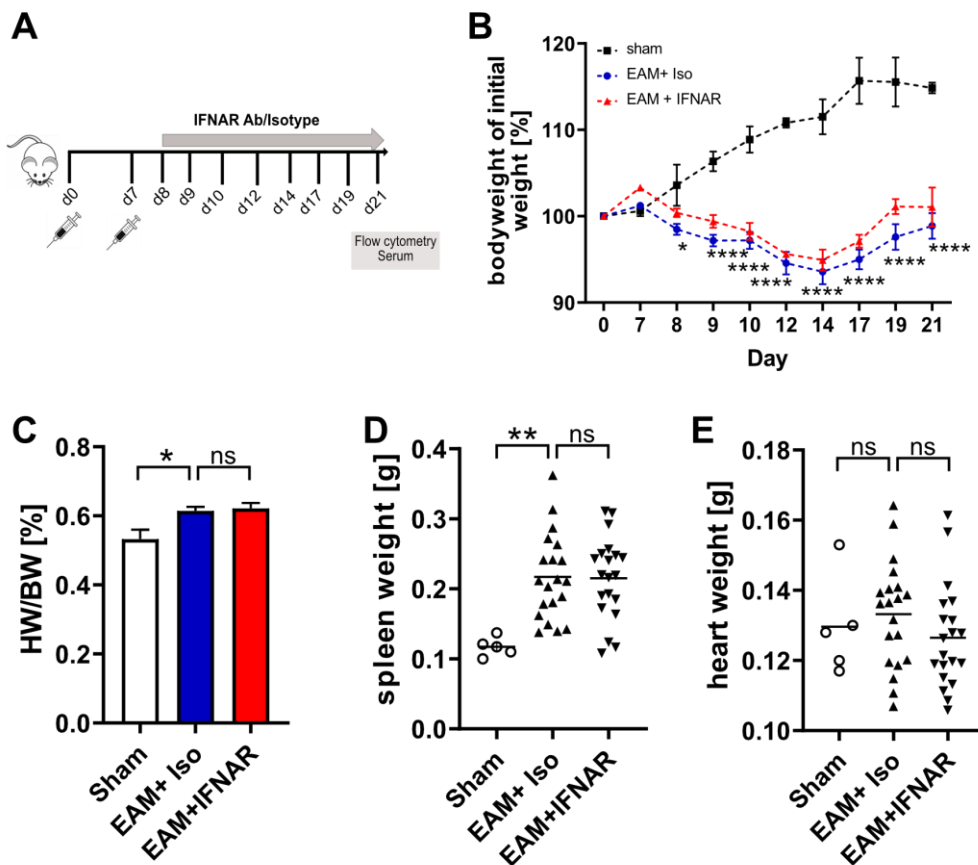 A
IFNAR Ab/Isotype
d0
d7
d8
d9
d10
d12
d14
d17
d19
d21
Flow cytometry
Serum
B
bodyweight of initial
weight [%]
120
110
100
90
sham
EAM+ Iso
EAM + IFNAR
*
****
****
****
****
****
****
****
0 7 8 9 10 12 14 17 19 21
Day
C
HW/BW [%]
0.8
0.6
0.4
0.2
0.0
*
ns
Sham
EAM+ Iso
EAM+IFNAR
D
spleen weight [g]
0.4
0.3
0.2
0.1
0.0
**
ns
Sham
EAM+ Iso
EAM+IFNAR
E
heart weight [g]
0.18
0.16
0.14
0.12
0.10
ns
ns
Sham
EAM+ Iso
EAM+IFNAR